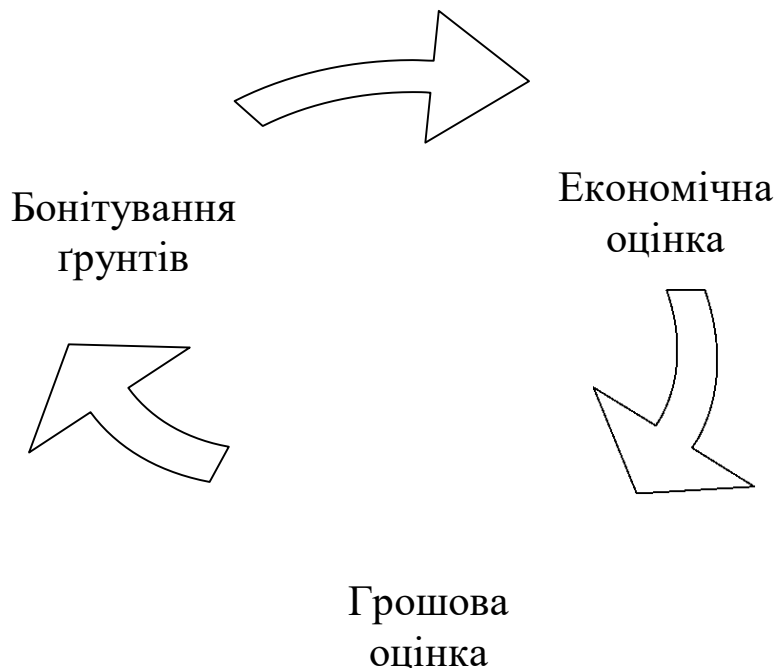 Бонітування
ґрунтів
Економічна
оцінка
Грошова
оцінка